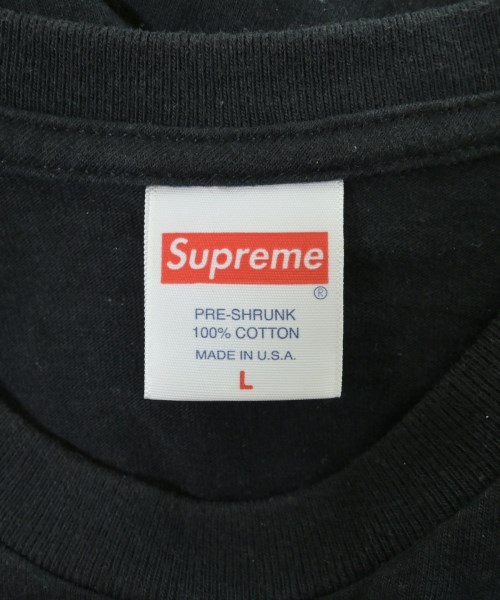 Supreme
®
PRE-SHRUNK
100% COTTON
MADE IN U.S.A.
L